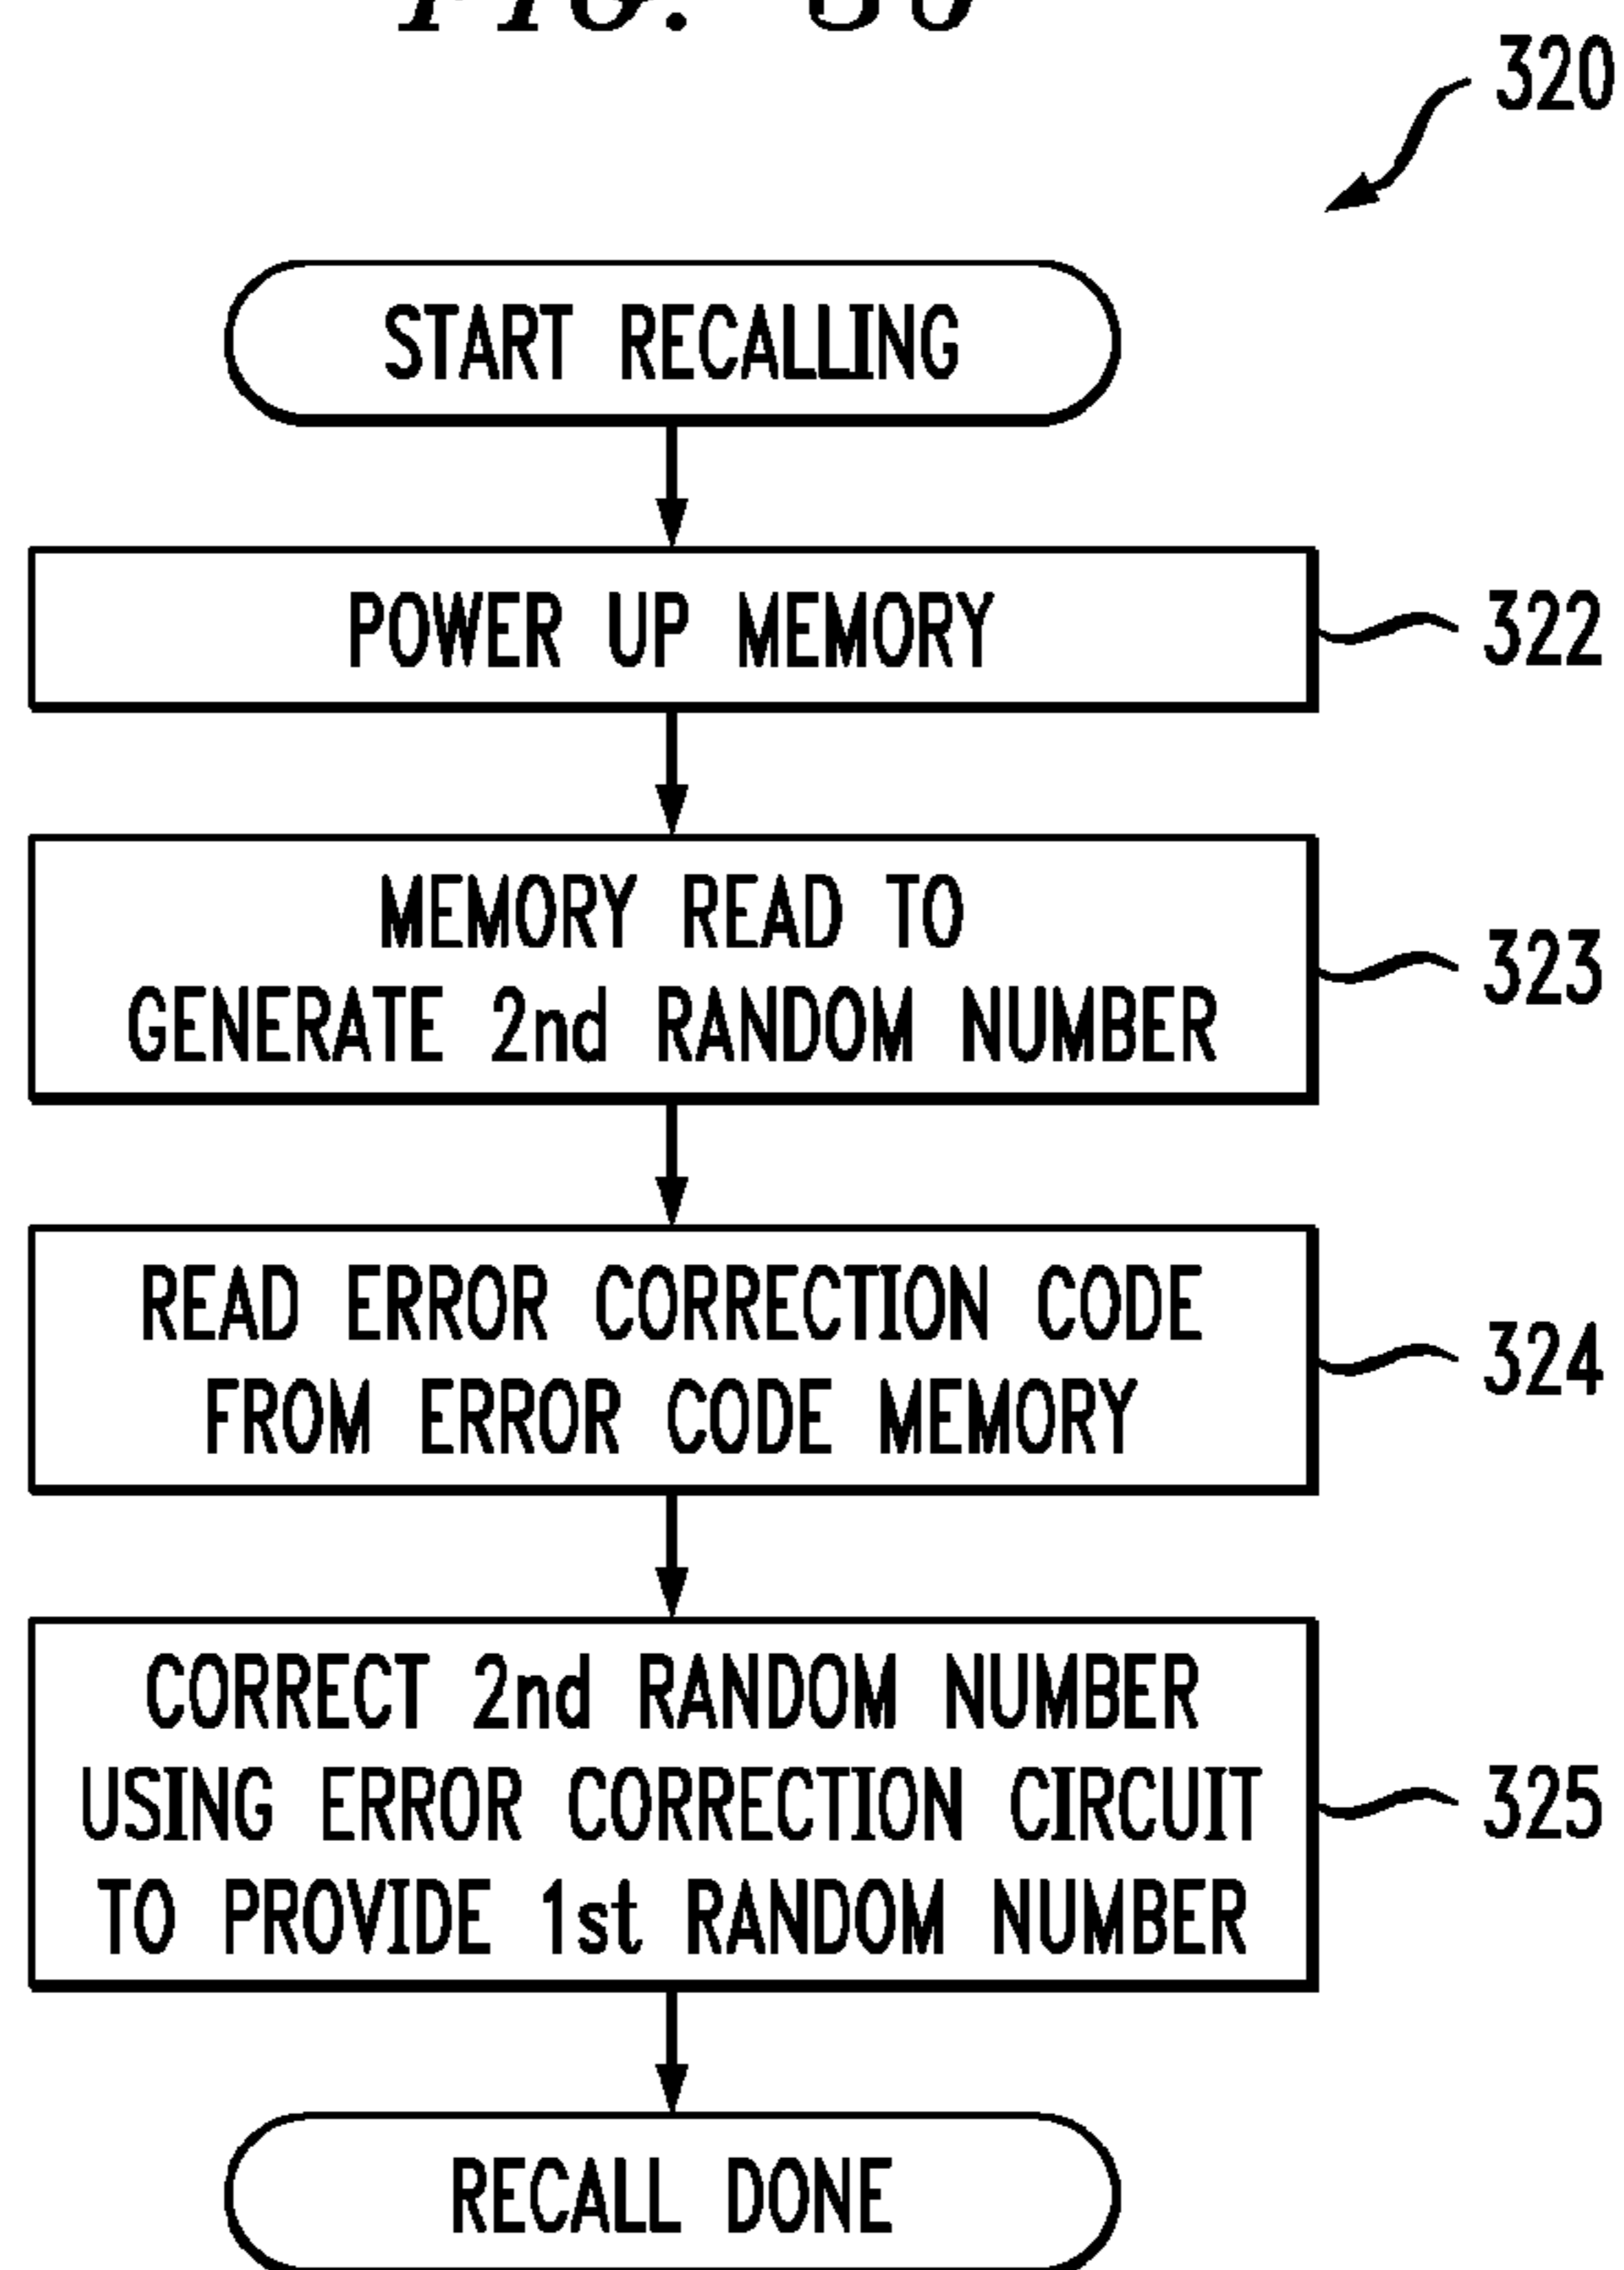 FIG.
320
START RECALLING
POWER UP MEMORY
322
MEMORY READ TO
GENERATE 2nd RANDOM NUMBER
323
READ ERROR CORRECTION CODE
FROM ERROR CODE MEMORY
324
CORRECT 2nd RANDOM NUMBER
USING ERROR CORRECTION CIRCUIT
TO PROVIDE 1st RANDOM NUMBER
325
RECALL DONE